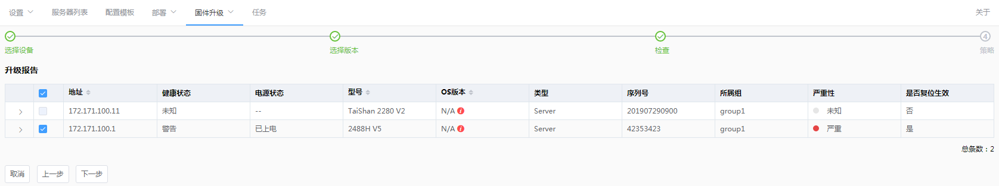 设置 服务器列表 配置模板 部署 固件升级 任务 关于
4
选择设备 选择版本 检查 策略
升级报告
地址 健康状态 电源状态 型号 OS版本 类型 序列号 所属组 严重性 是否复位生效
172.171.100.11 未知 -- TaiShan 2280 V2 N/A Server 201907290900 group1 未知 否
172.171.100.1 警告 已上电 2488H V5 N/A Server 42353423 group1 严重 是
总条数：2
取消 上一步 下一步